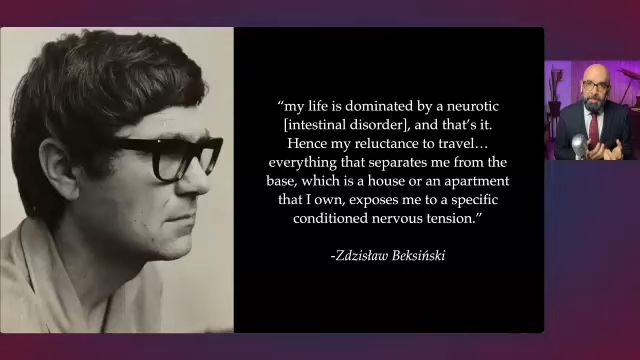 “my life is dominated by a neurotic
[intestinal disorder], and that’s it.
Hence my reluctance to travel…
everything that separates me from the
base, which is a house or an apartment
that I own, exposes me to a specific
conditioned nervous tension.”
-Zdzisław Beksiński